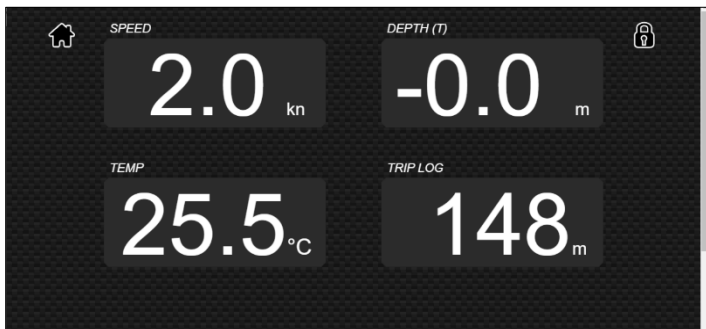 SPEED DEPTH (T)
2.0 kn -0.0 m
TEMP TRIP LOG
25.5 °C 148 m